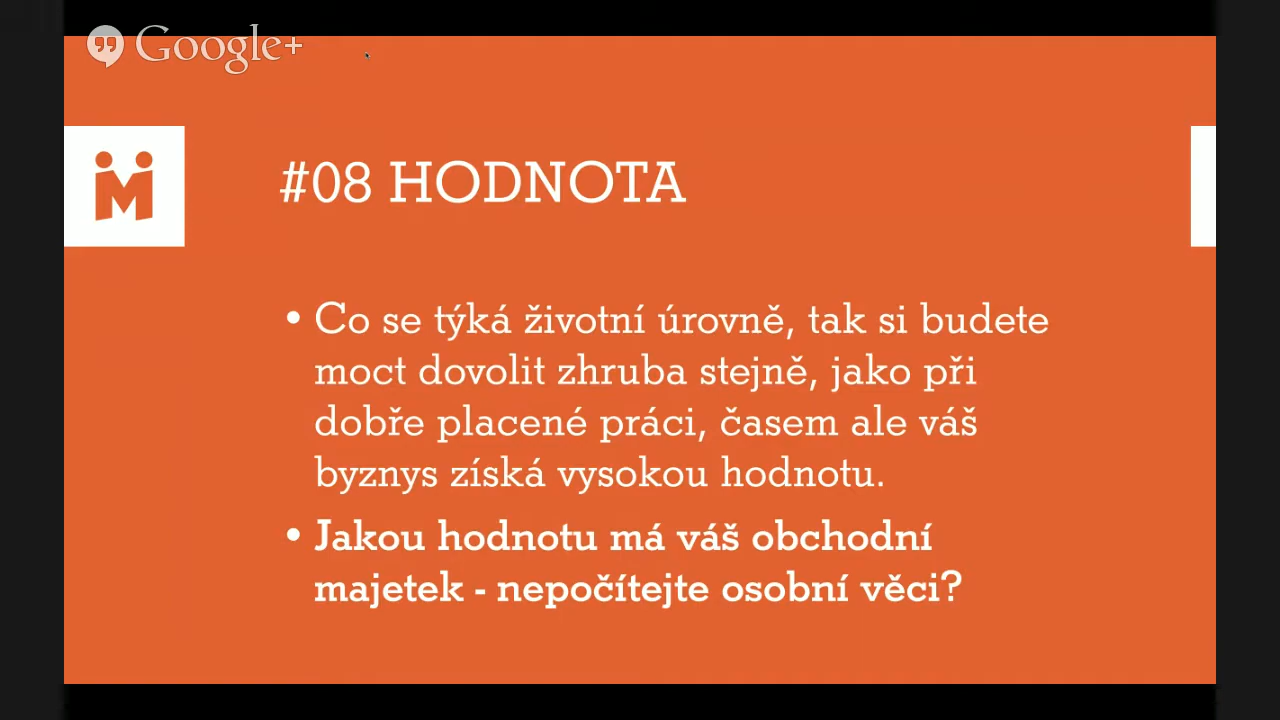 Google+
#08 HODNOTA
• Co se týká životní úrovně, tak si budete
moct dovolit zhruba stejně, jako při
dobře placené práci, časem ale váš
byznys získá vysokou hodnotu.
• Jakou hodnotu má váš obchodní
majetek - nepočítejte osobní věci?